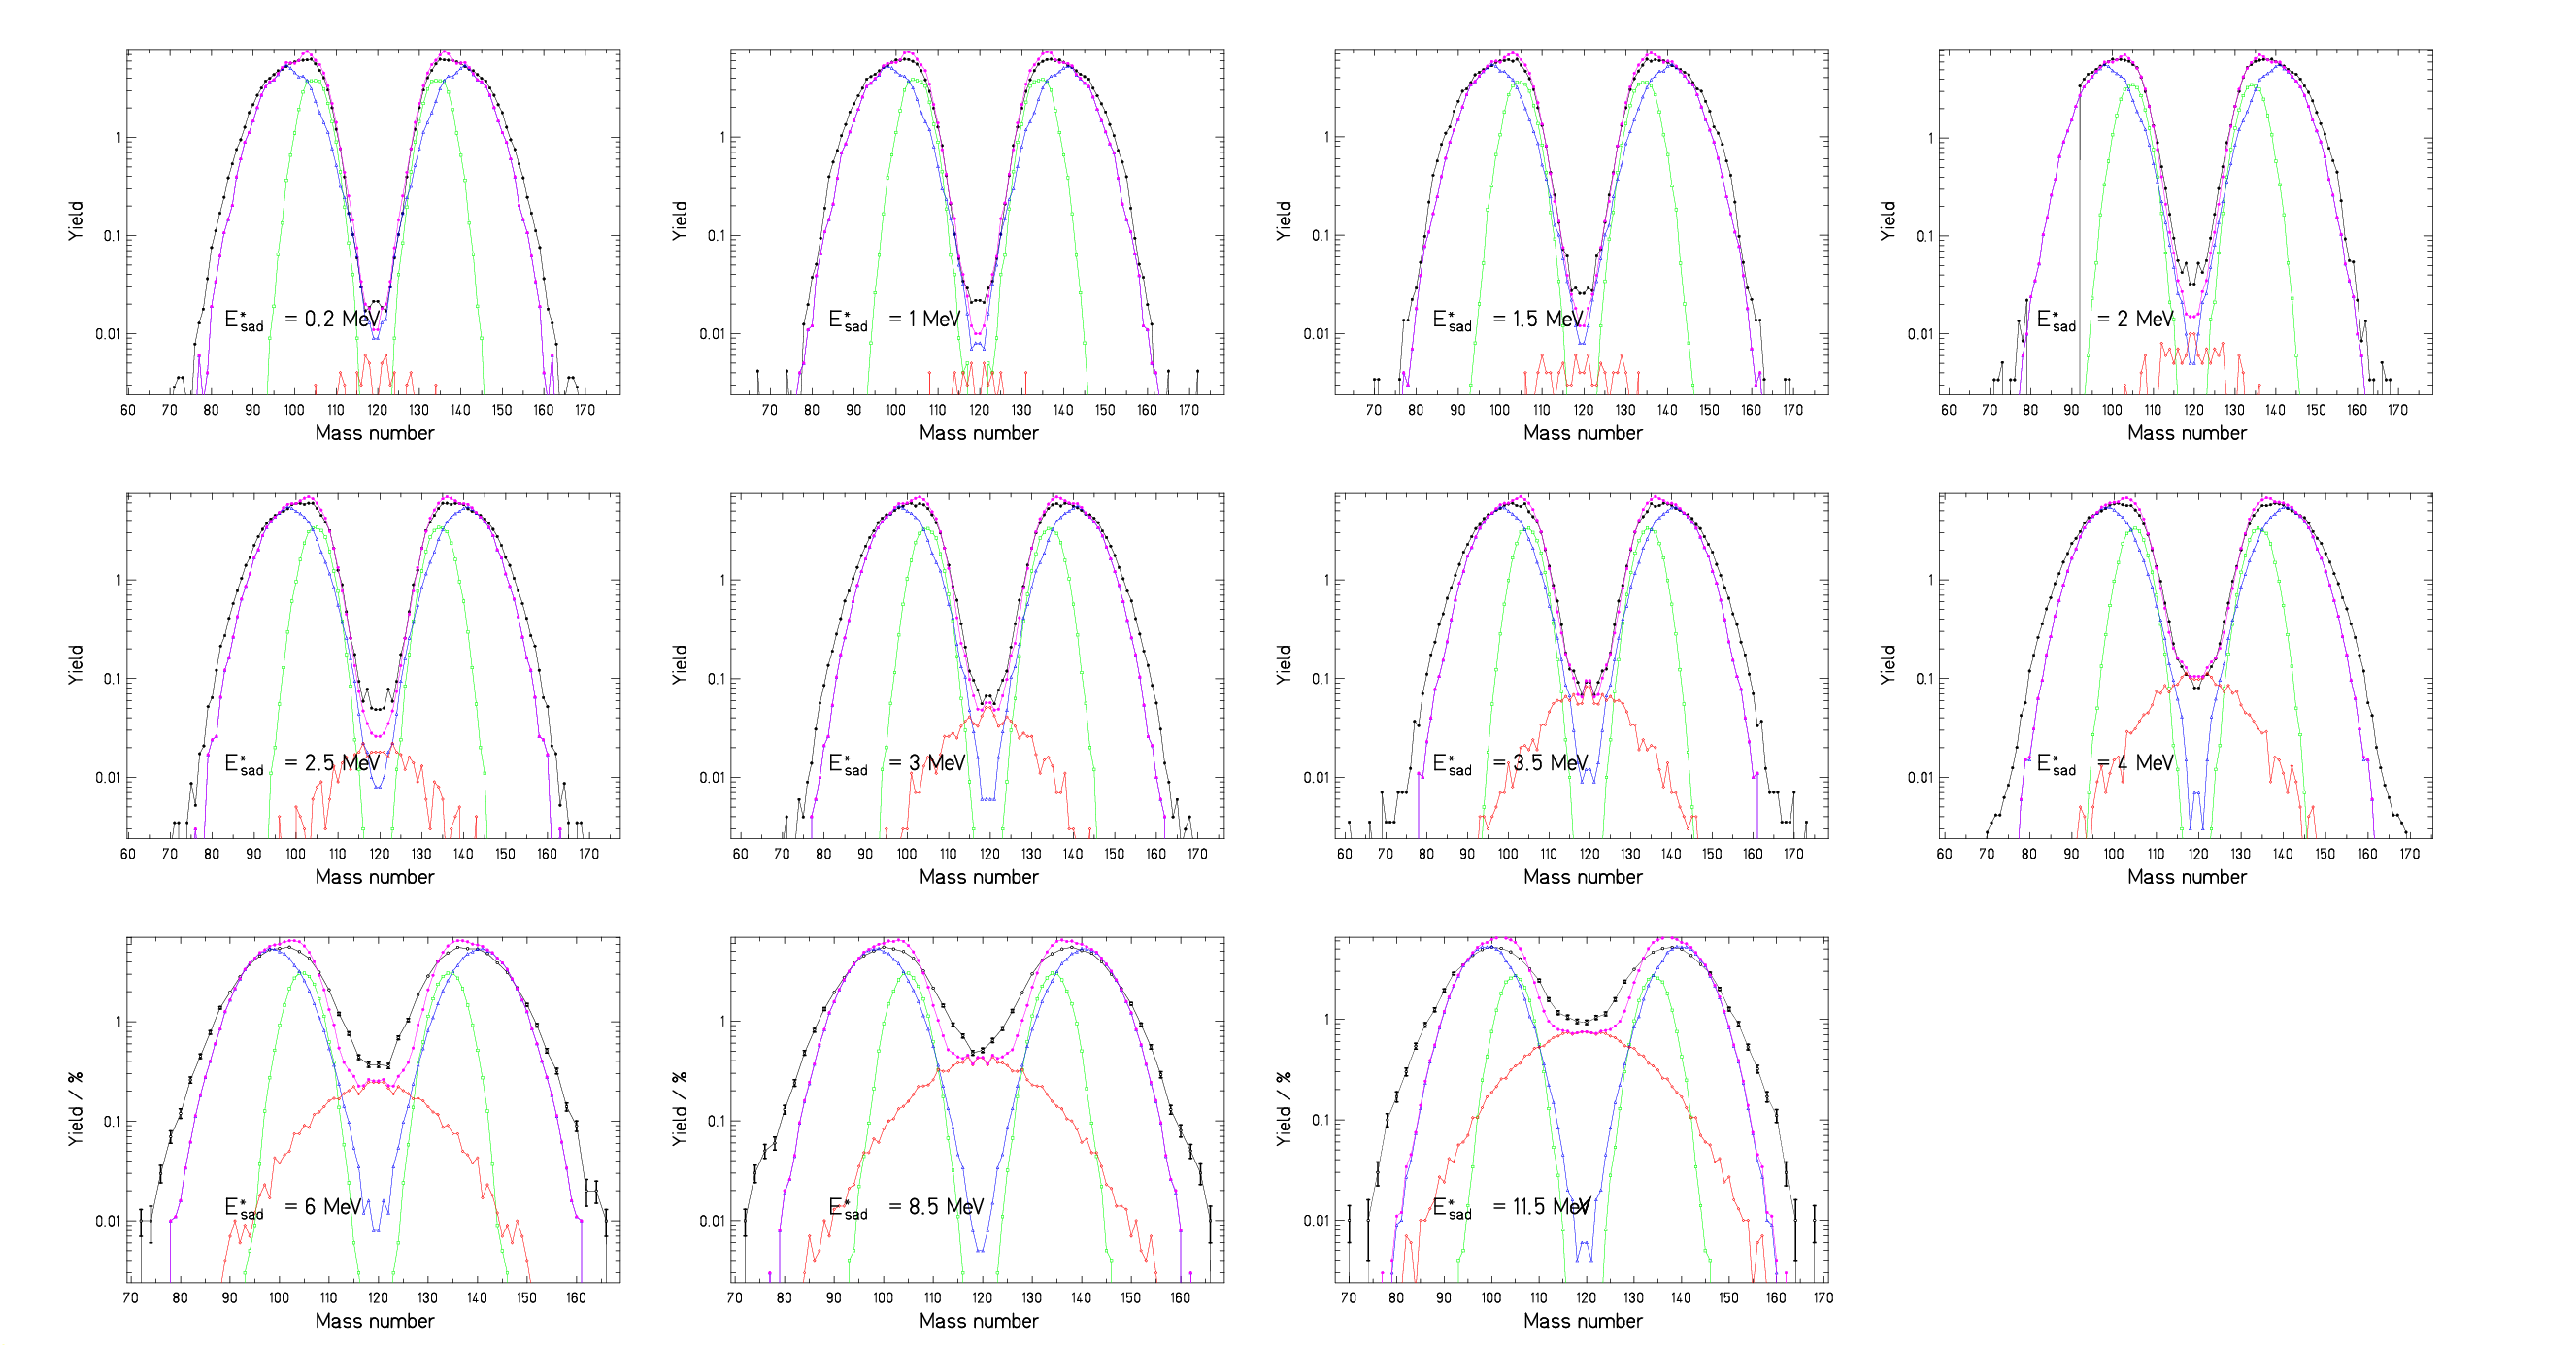 Yield
1
0.1
0.01
E*sad = 0.2 MeV
60 70 80 90 100 110 120 130 140 150 160 170
Mass number
Yield
1
0.1
0.01
E*sad = 1 MeV
70 80 90 100 110 120 130 140 150 160 170
Mass number
Yield
1
0.1
0.01
E*sad = 1.5 MeV
70 80 90 100 110 120 130 140 150 160 170
Mass number
Yield
1
0.1
0.01
E*sad = 2 MeV
60 70 80 90 100 110 120 130 140 150 160 170
Mass number
Yield
1
0.1
0.01
E*sad = 2.5 MeV
60 70 80 90 100 110 120 130 140 150 160 170
Mass number
Yield
1
0.1
0.01
E*sad = 3 MeV
60 70 80 90 100 110 120 130 140 150 160 170
Mass number
Yield
1
0.1
0.01
E*sad = 3.5 MeV
60 70 80 90 100 110 120 130 140 150 160 170
Mass number
Yield
1
0.1
0.01
E*sad = 4 MeV
60 70 80 90 100 110 120 130 140 150 160 170
Mass number
Yield / %
1
0.1
0.01
E*sad = 6 MeV
70 80 90 100 110 120 130 140 150 160
Mass number
Yield / %
1
0.1
0.01
E*sad = 8.5 MeV
70 80 90 100 110 120 130 140 150 160
Mass number
Yield / %
1
0.1
0.01
E*sad = 11.5 MeV
70 80 90 100 110 120 130 140 150 160 170
Mass number